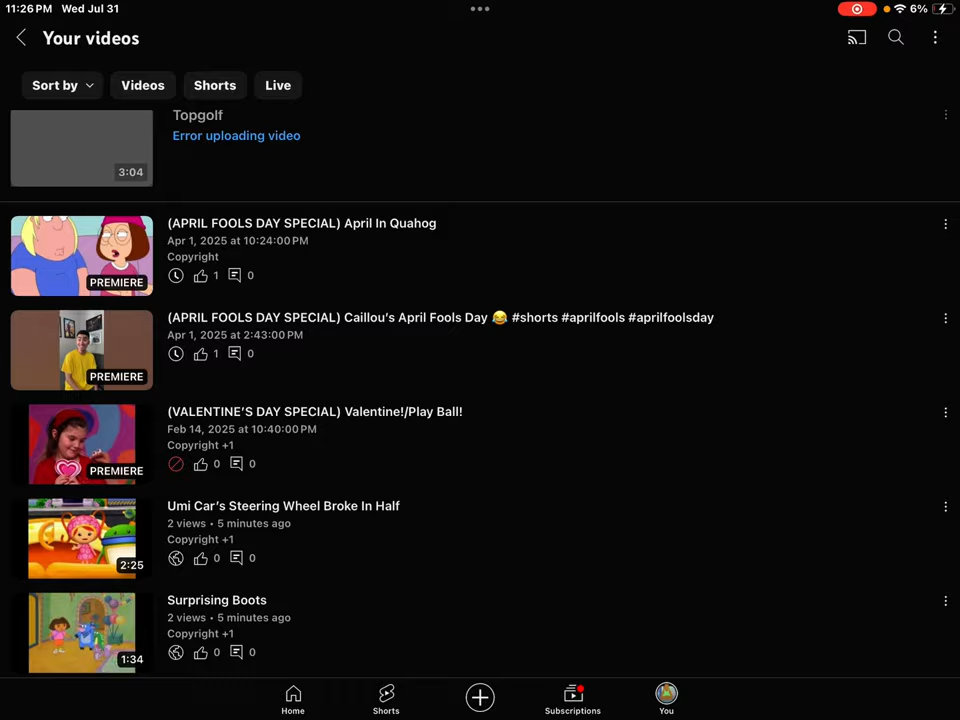 11:26 PM Wed Jul 31
6%
Your videos
Sort by
Videos
Shorts
Live
Topgolf
Error uploading video
3:04
(APRIL FOOLS DAY SPECIAL) April In Quahog
Apr 1, 2025 at 10:24:00 PM
Copyright
1 0
PREMIERE
(APRIL FOOLS DAY SPECIAL) Caillou's April Fools Day 😂 #shorts #aprilfools #aprilfoolsday
Apr 1, 2025 at 2:43:00 PM
1 0
PREMIERE
(VALENTINE'S DAY SPECIAL) Valentine!/Play Ball!
Feb 14, 2025 at 10:40:00 PM
Copyright +1
0 0
PREMIERE
Umi Car's Steering Wheel Broke In Half
2 views • 5 minutes ago
Copyright +1
0 0
2:25
Surprising Boots
2 views • 5 minutes ago
Copyright +1
0 0
1:34
Home
Shorts
Subscriptions
You